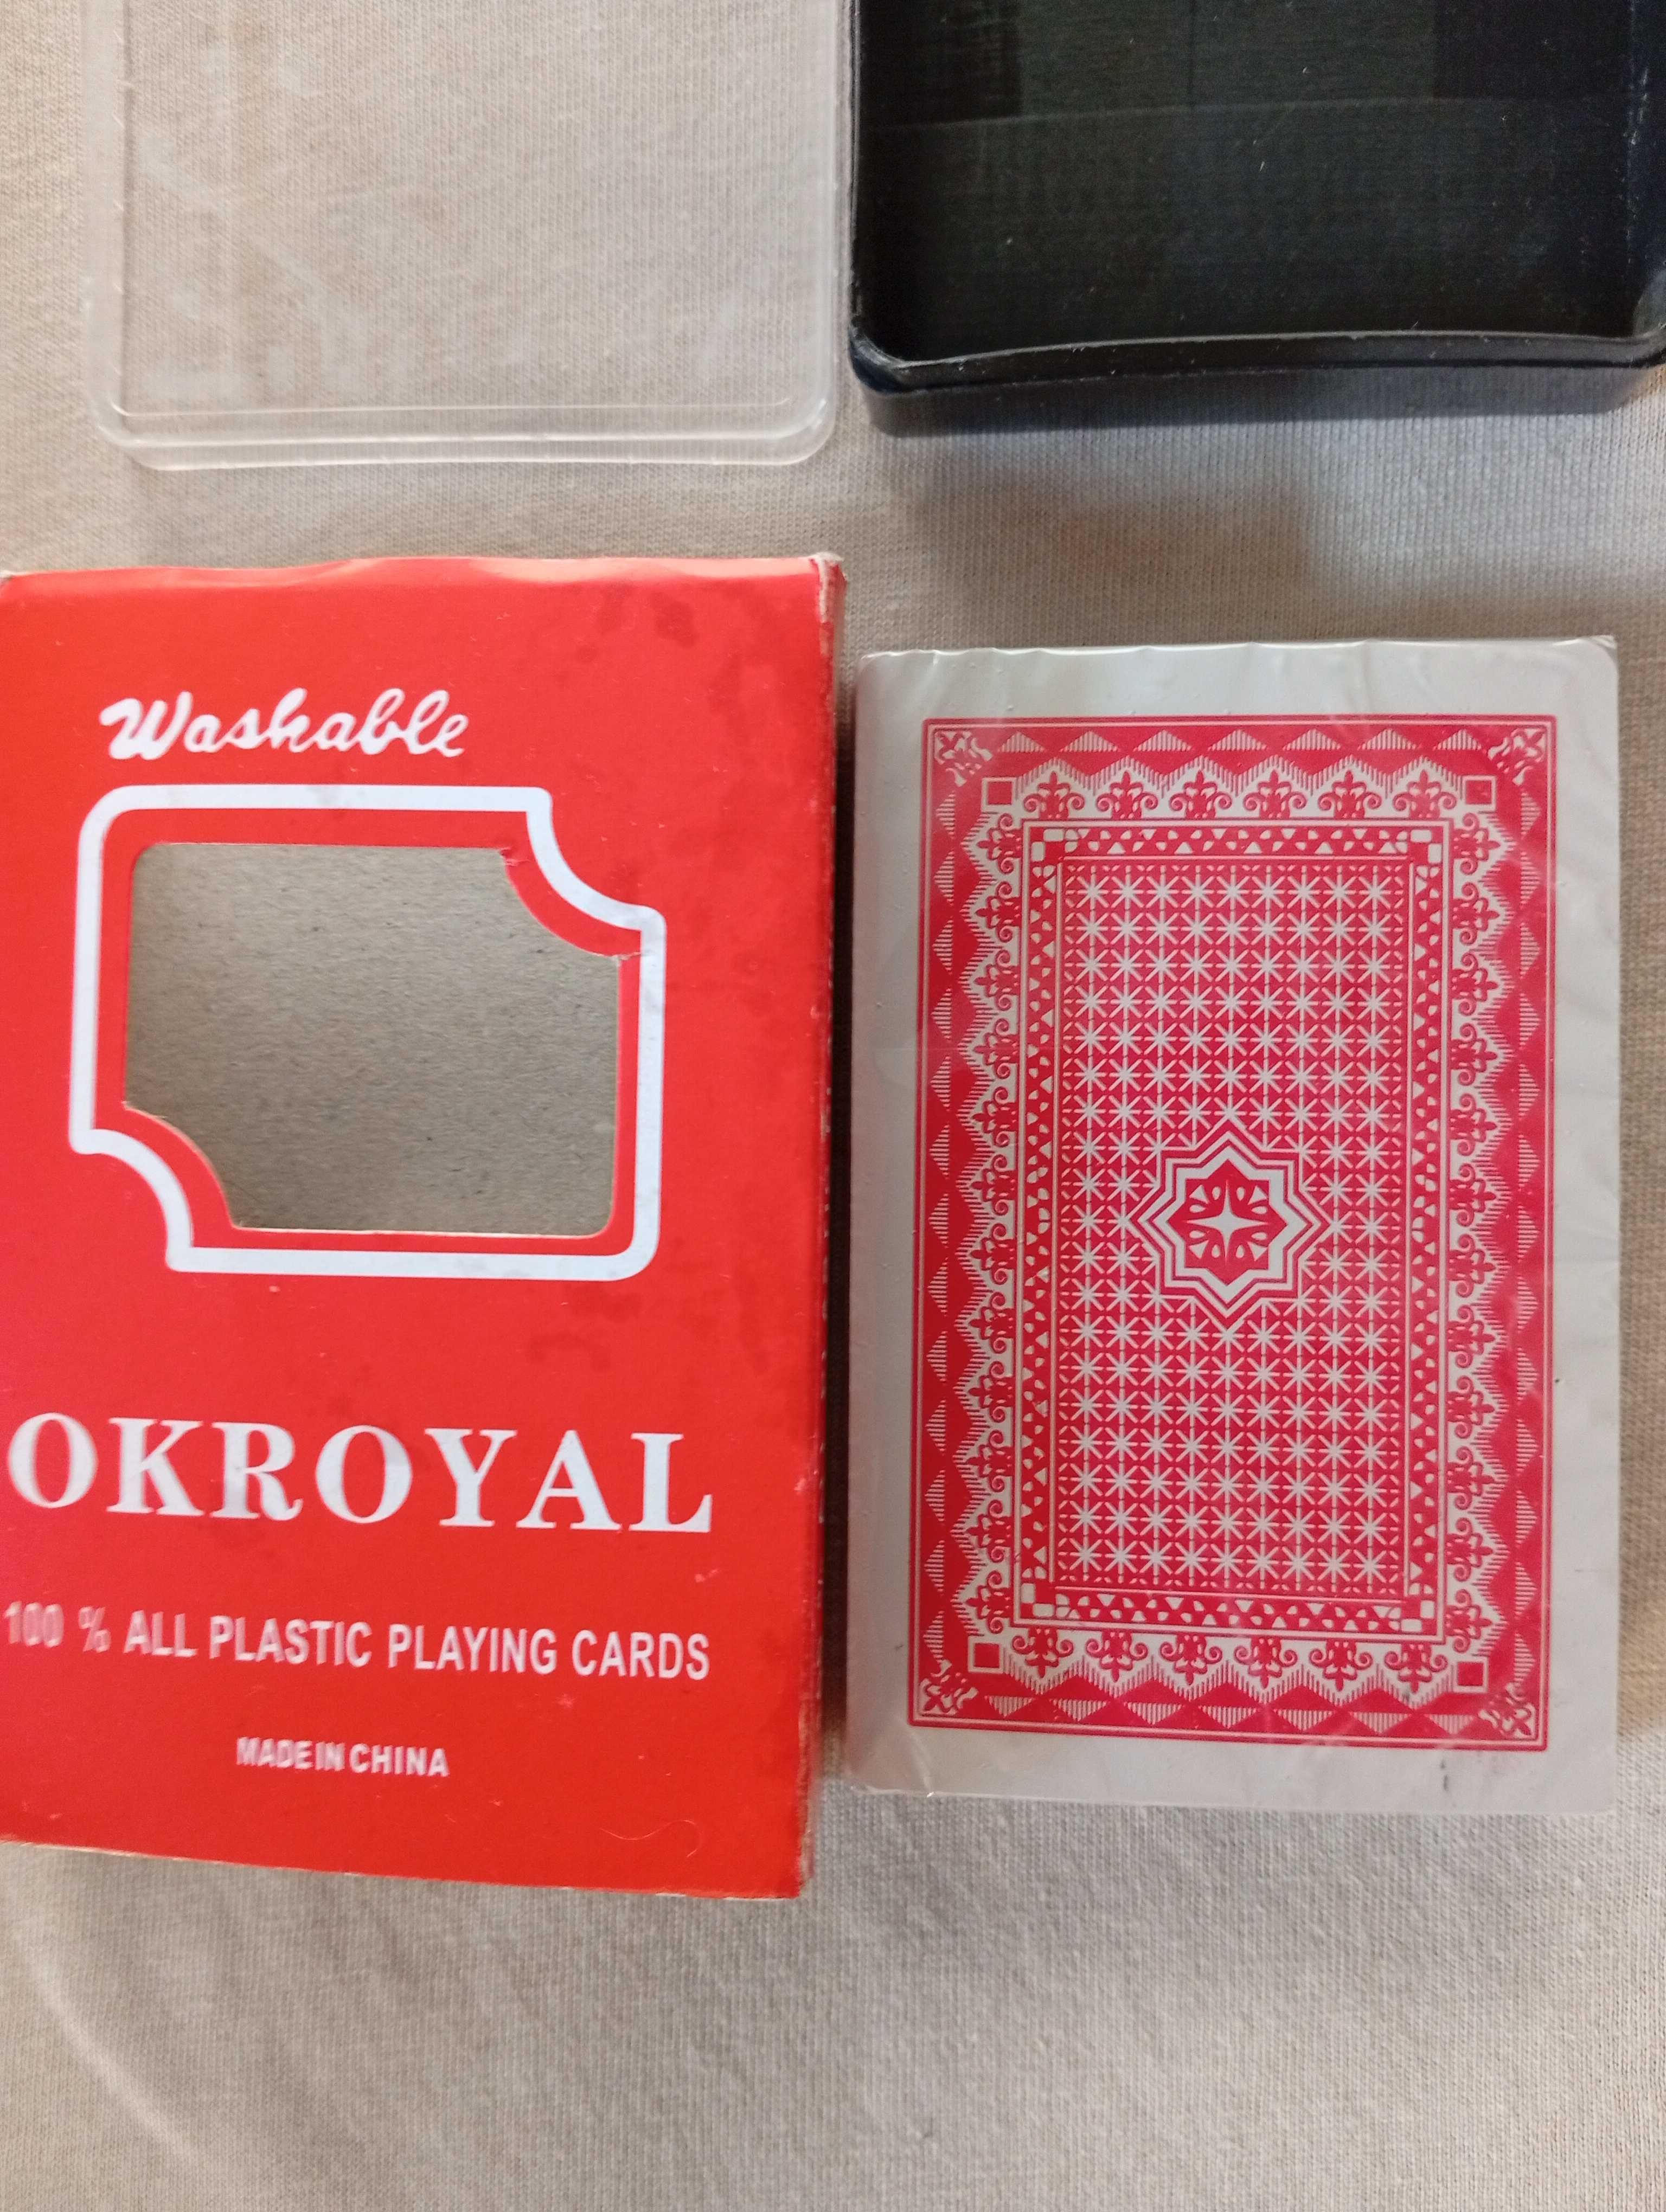 Washable
OKROYAL
100 % ALL PLASTIC PLAYING CARDS
MADE IN CHINA